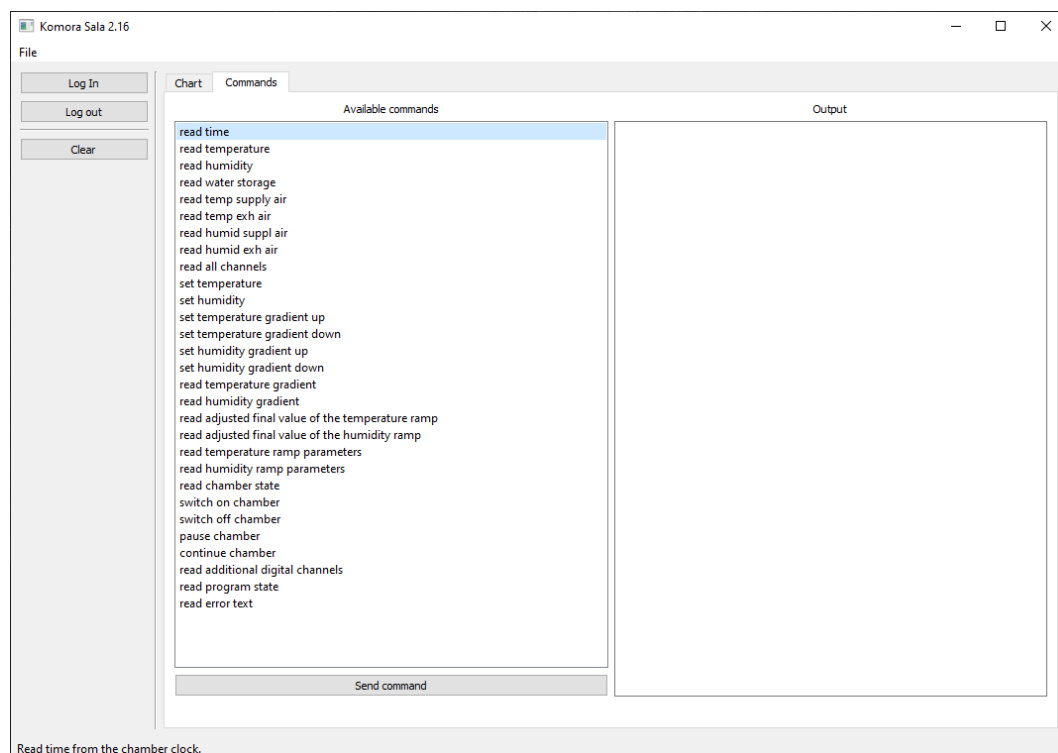 Komora Sala 2.16
File
Log In
Log out
Clear
Chart
Commands
Available commands
read time
read temperature
read humidity
read water storage
read temp supply air
read temp exh air
read humid suppl air
read humid exh air
read all channels
set temperature
set humidity
set temperature gradient up
set temperature gradient down
set humidity gradient up
set humidity gradient down
read temperature gradient
read humidity gradient
read adjusted final value of the temperature ramp
read adjusted final value of the humidity ramp
read temperature ramp parameters
read humidity ramp parameters
read chamber state
switch on chamber
switch off chamber
pause chamber
continue chamber
read additional digital channels
read program state
read error text
Send command
Output
Read time from the chamber clock.